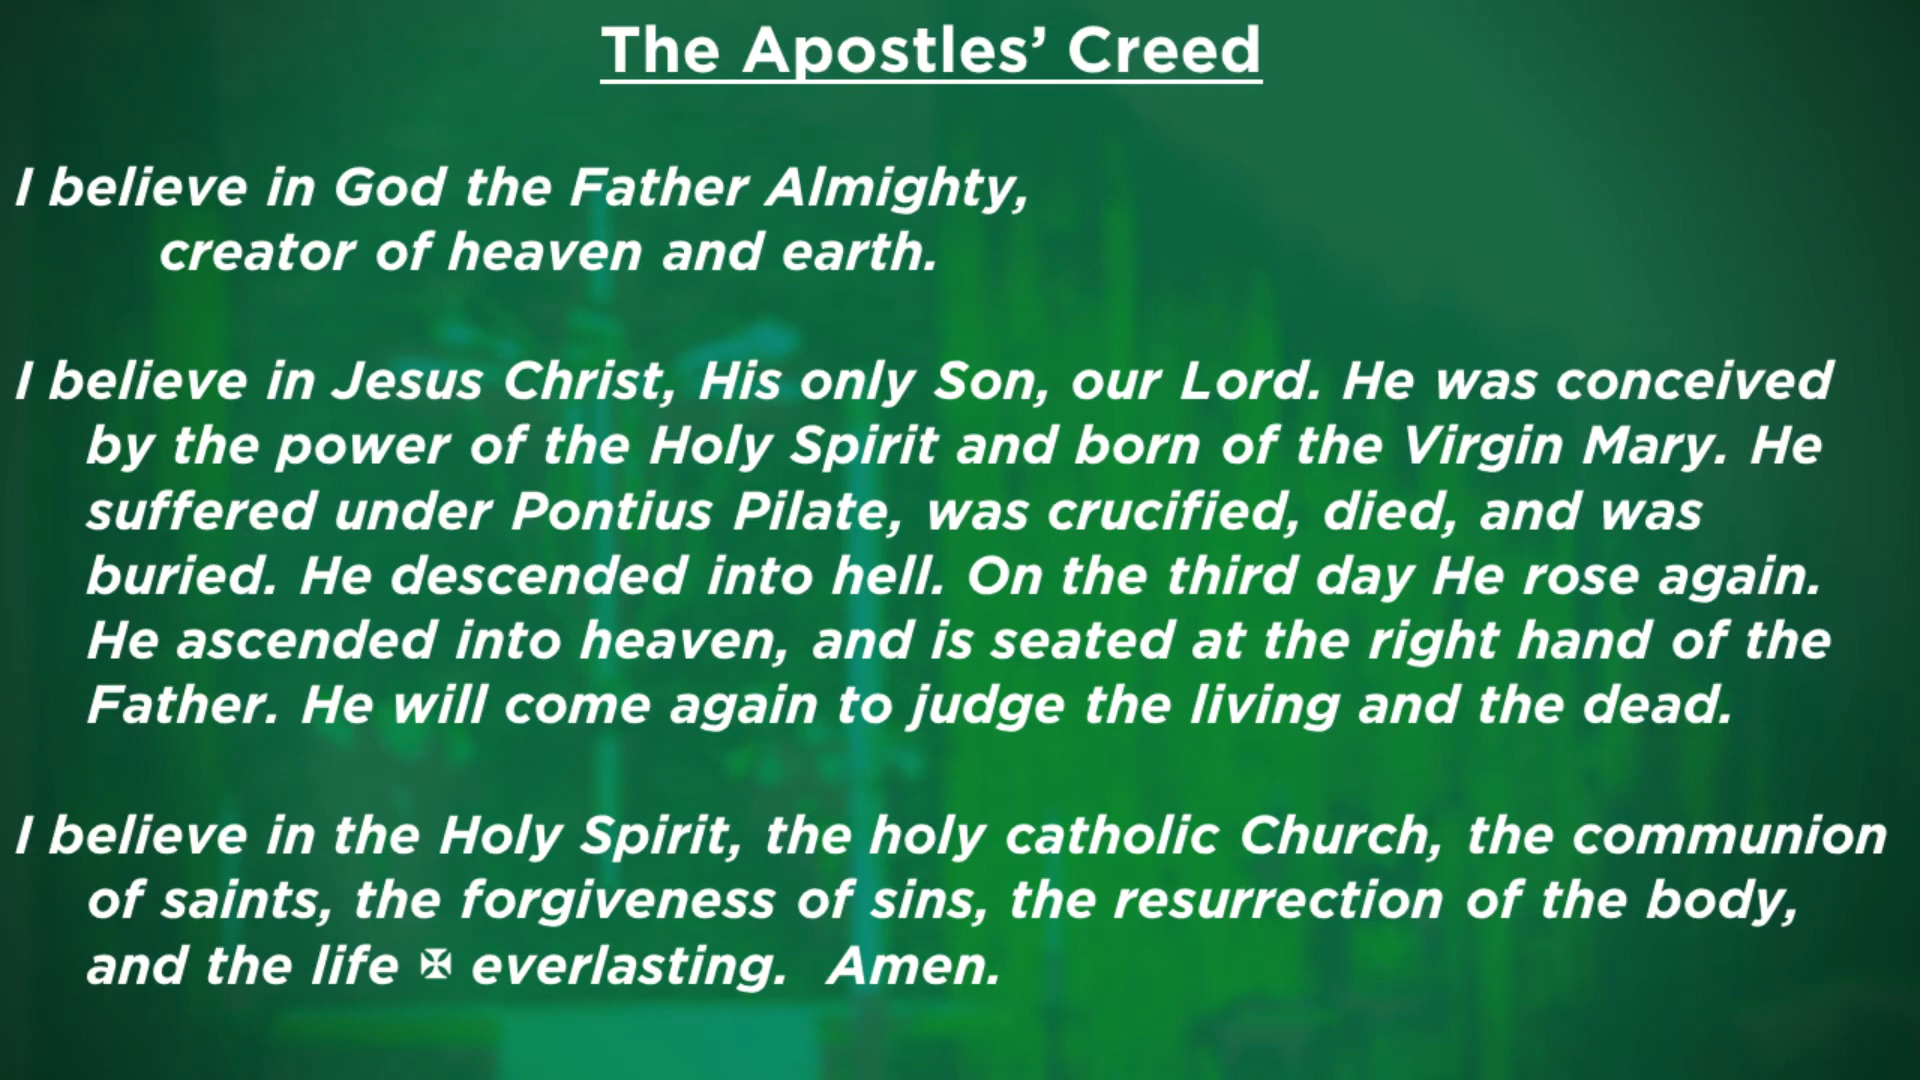 The Apostles’ Creed
I believe in God the Father Almighty,
creator of heaven and earth.
I believe in Jesus Christ, His only Son, our Lord. He was conceived
by the power of the Holy Spirit and born of the Virgin Mary. He
suffered under Pontius Pilate, was crucified, died, and was
buried. He descended into hell. On the third day He rose again.
He ascended into heaven, and is seated at the right hand of the
Father. He will come again to judge the living and the dead.
I believe in the Holy Spirit, the holy catholic Church, the communion
of saints, the forgiveness of sins, the resurrection of the body,
and the life ✠ everlasting.  Amen.